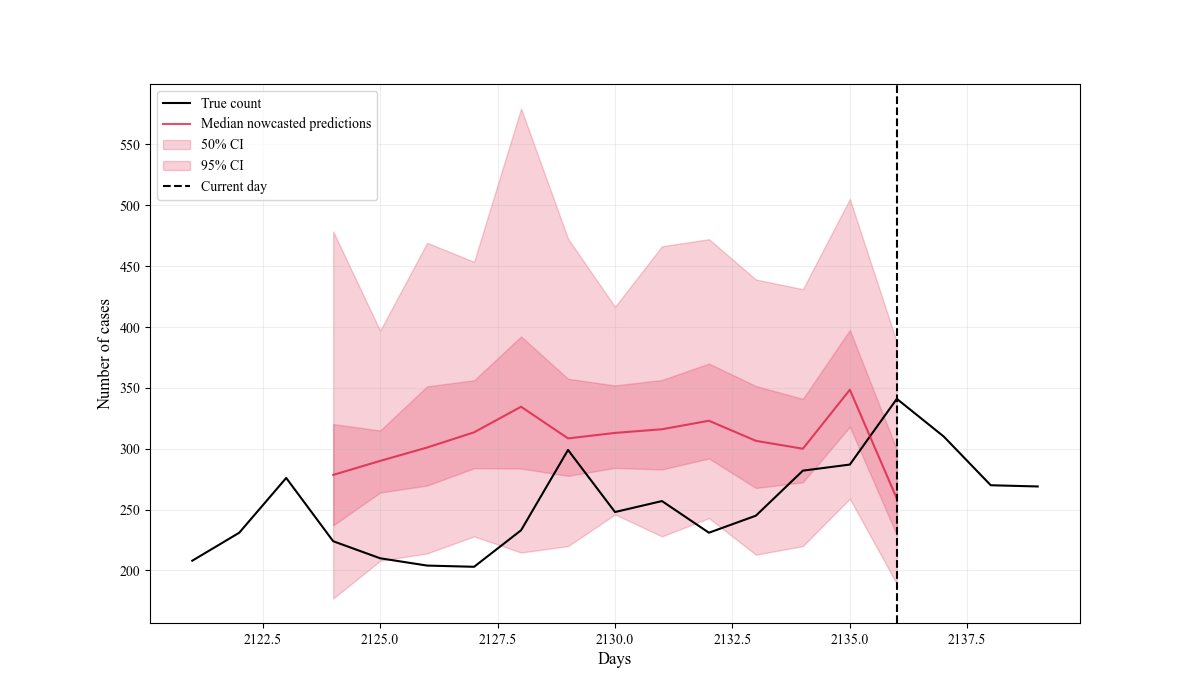 True count
Median nowcasted predictions
50% CI
95% CI
Current day
550
500
450
400
350
300
250
200
Number of cases
2122.5 2125.0 2127.5 2130.0 2132.5 2135.0 2137.5
Days